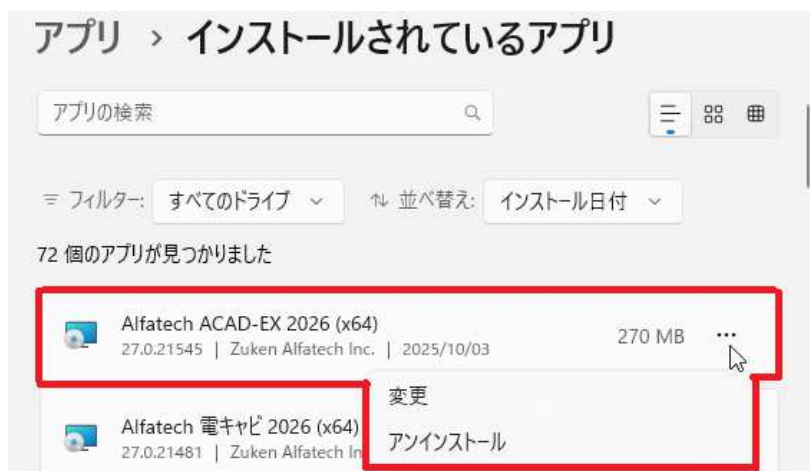 アプリ › インストールされているアプリ
アプリの検索
フィルター: すべてのドライブ 並べ替え: インストール日付
72 個のアプリが見つかりました
Alfatech ACAD-EX 2026 (x64)
27.0.21545 | Zuken Alfatech Inc. | 2025/10/03
270 MB
変更
アンインストール
Alfatech 電キャビ 2026 (x64)
27.0.21481 | Zuken Alfatech